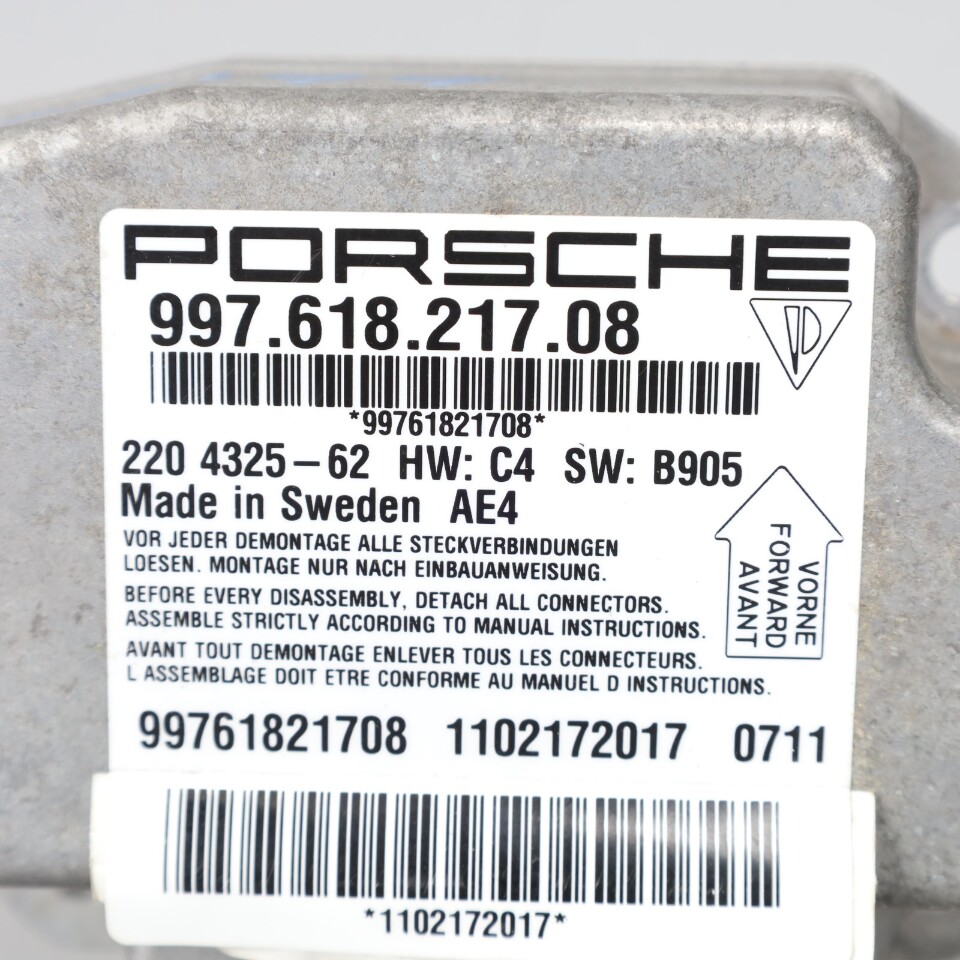 PORSCHE
997.618.217.08
*99761821708*
220 4325-62 HW: C4 SW: B905
Made in Sweden AE4
VOR JEDER DEMONTAGE ALLE STECKVERBINDUNGEN
LOESEN. MONTAGE NUR NACH EINBAUANWEISUNG.
BEFORE EVERY DISASSEMBLY, DETACH ALL CONNECTORS.
ASSEMBLE STRICTLY ACCORDING TO MANUAL INSTRUCTIONS.
AVANT TOUT DEMONTAGE ENLEVER TOUS LES CONNECTEURS.
L ASSEMBLAGE DOIT ETRE CONFORME AU MANUEL D INSTRUCTIONS.
VORNE
FORWARD
AVANT
99761821708 1102172017 0711
*1102172017*